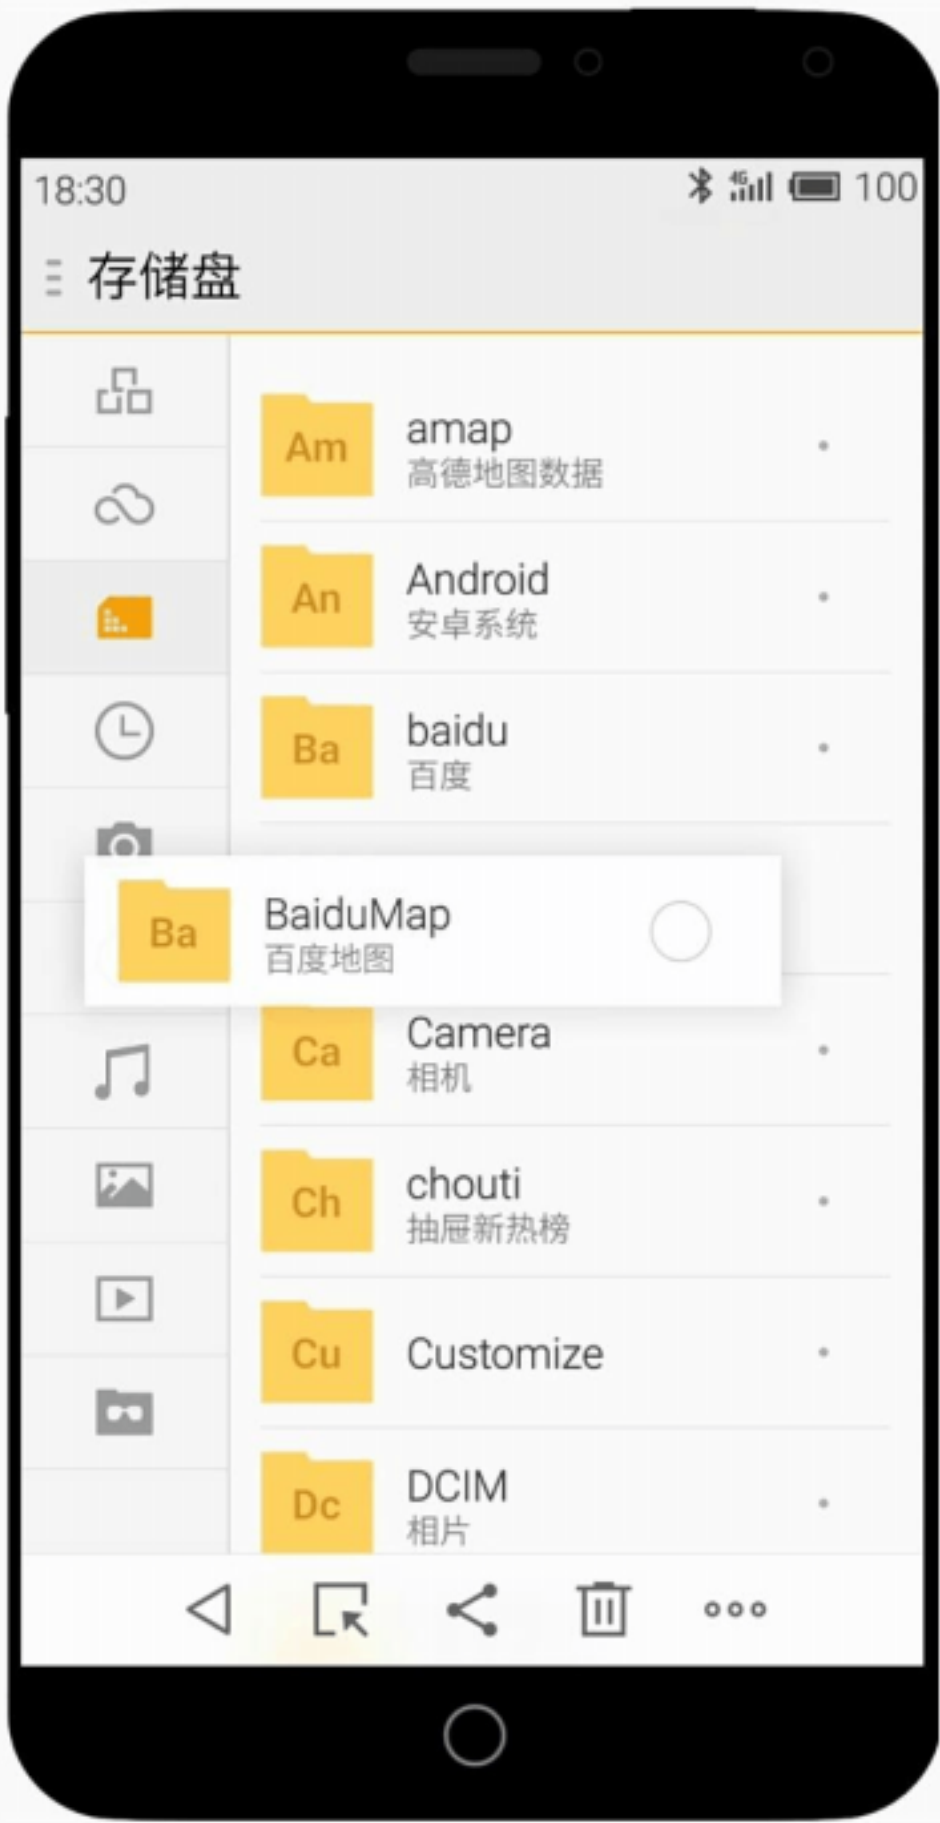 18:30
4G
100
存储盘
Am
amap
高德地图数据
An
Android
安卓系统
Ba
baidu
百度
Ba
BaiduMap
百度地图
Ca
Camera
相机
Ch
chouti
抽屉新热榜
Cu
Customize
Dc
DCIM
相片